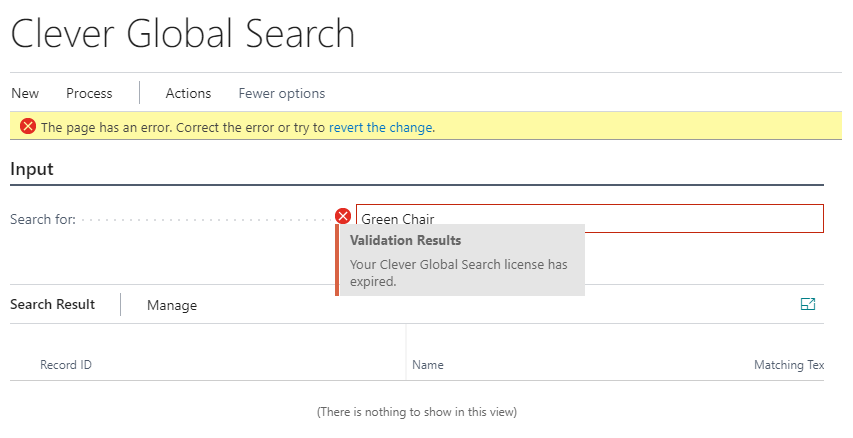 Clever Global Search
New Process Actions Fewer options
The page has an error. Correct the error or try to revert the change.
Input
Search for: Green Chair
Validation Results
Your Clever Global Search license has
expired.
Search Result Manage
Record ID Name Matching Tex
(There is nothing to show in this view)